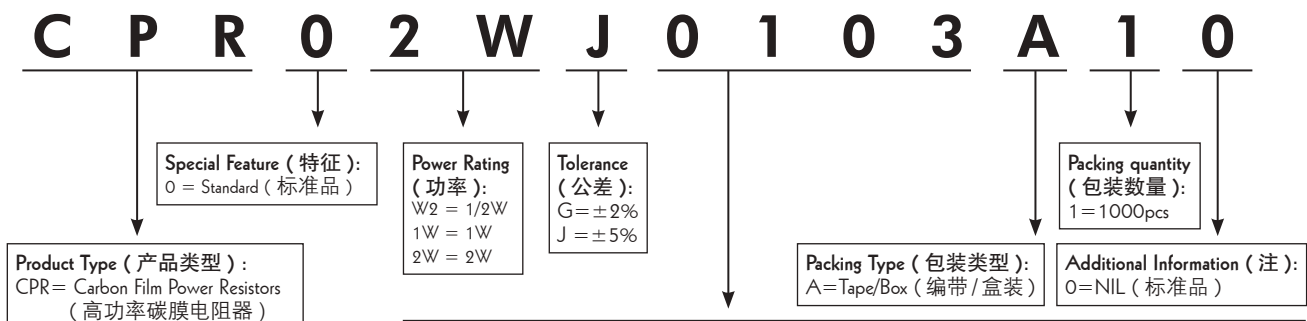 C P R 0 2 W J 0 1 0 3 A 1 0
Special Feature ( 特征 ):
0 = Standard ( 标准品 )
Power Rating
( 功率 ):
W2 = 1/2W
1W = 1W
2W = 2W
Tolerance
( 公差 ):
G=±2%
J =±5%
Packing quantity
( 包装数量 ):
1=1000pcs
Product Type ( 产品类型 ) :
CPR= Carbon Film Power Resistors
( 高功率碳膜电阻器 )
Packing Type ( 包装类型 ):
A=Tape/Box ( 编带 / 盒装 )
Additional Information ( 注 ):
0=NIL ( 标准品 )